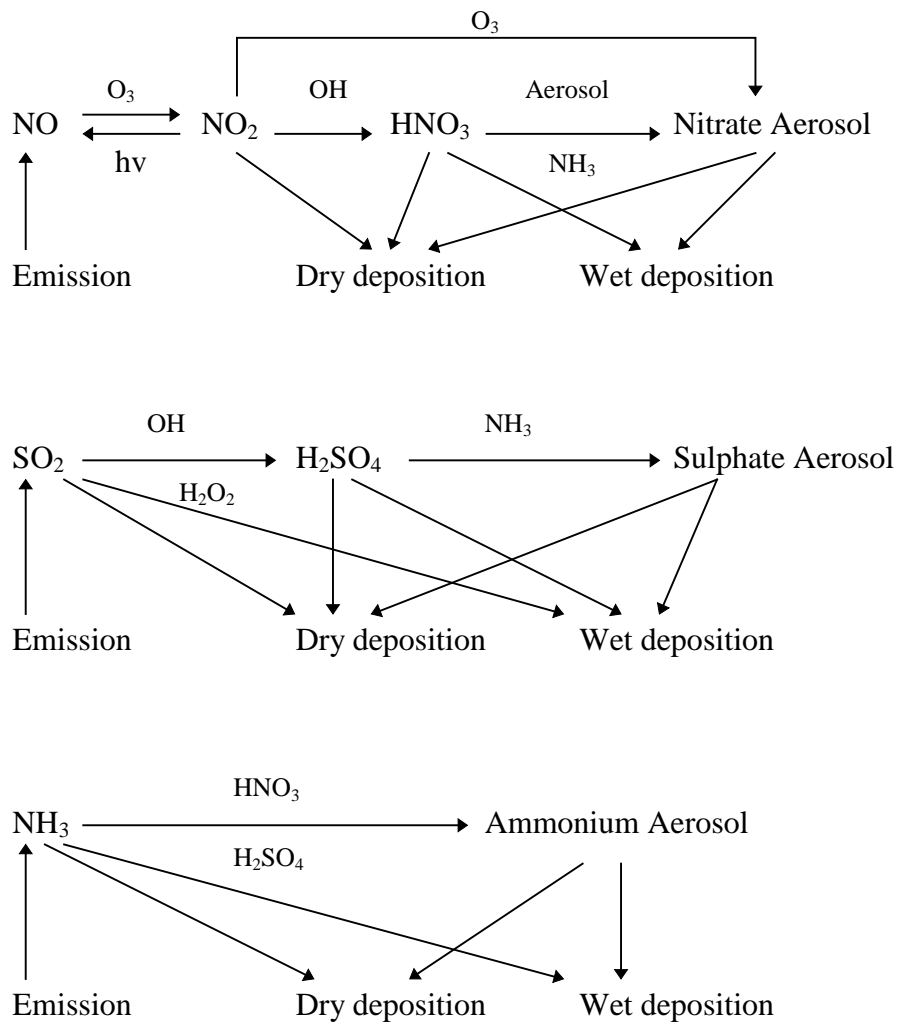 O₃
O₃ OH Aerosol
NO NO₂ HNO₃ Nitrate Aerosol
hv NH₃
Emission Dry deposition Wet deposition
OH NH₃
SO₂ H₂SO₄ Sulphate Aerosol
H₂O₂
Emission Dry deposition Wet deposition
HNO₃
NH₃ Ammonium Aerosol
H₂SO₄
Emission Dry deposition Wet deposition